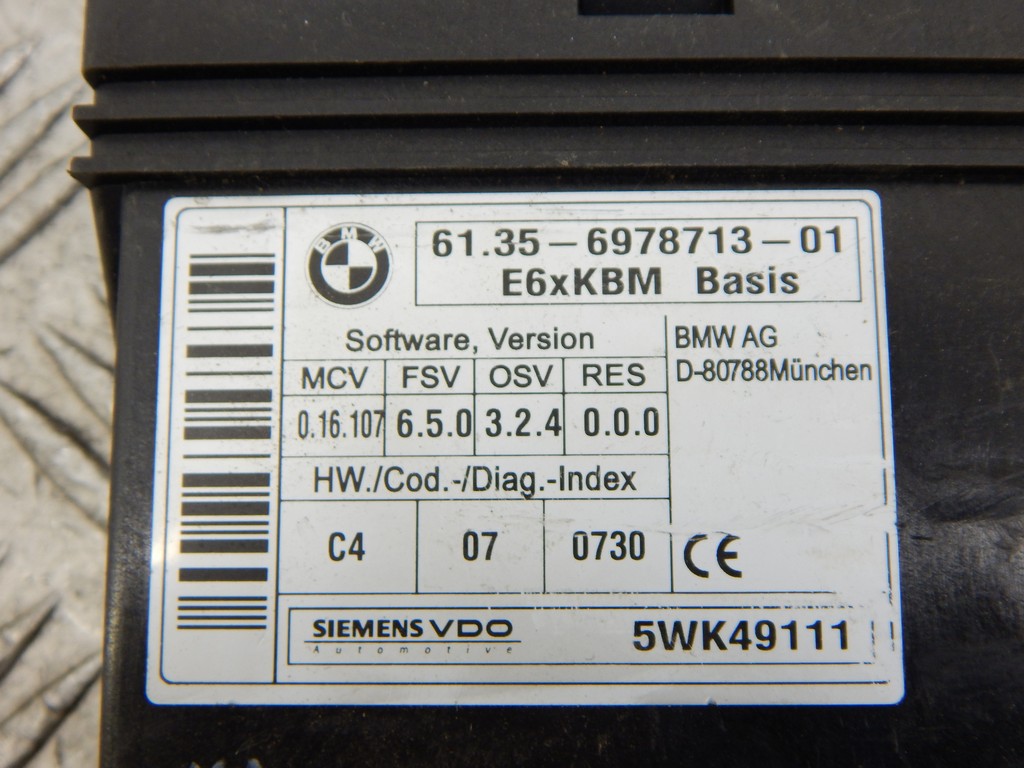 BMW
61.35-6978713-01
E6xKBM Basis
Software, Version
MCV FSV OSV RES
0.16.107 6.5.0 3.2.4 0.0.0
BMW AG
D-80788München
HW./Cod.-/Diag.-Index
C4 07 0730
CE
SIEMENS VDO
Automotive
5WK49111